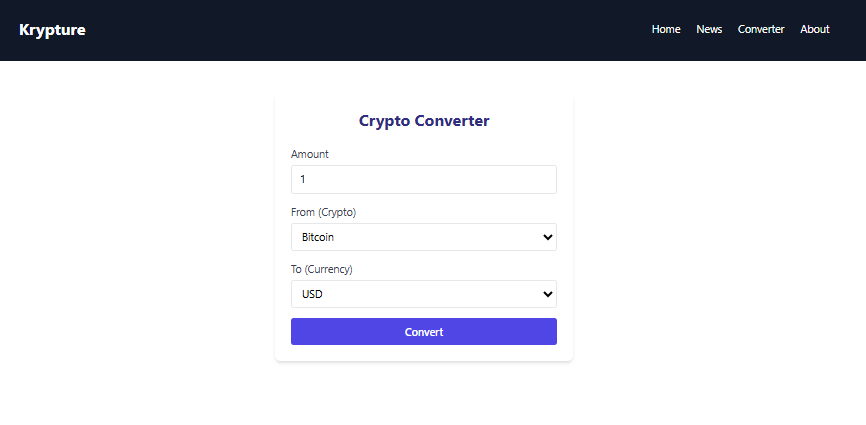 Krypture
Home News Converter About
Crypto Converter
Amount
1
From (Crypto)
Bitcoin
To (Currency)
USD
Convert